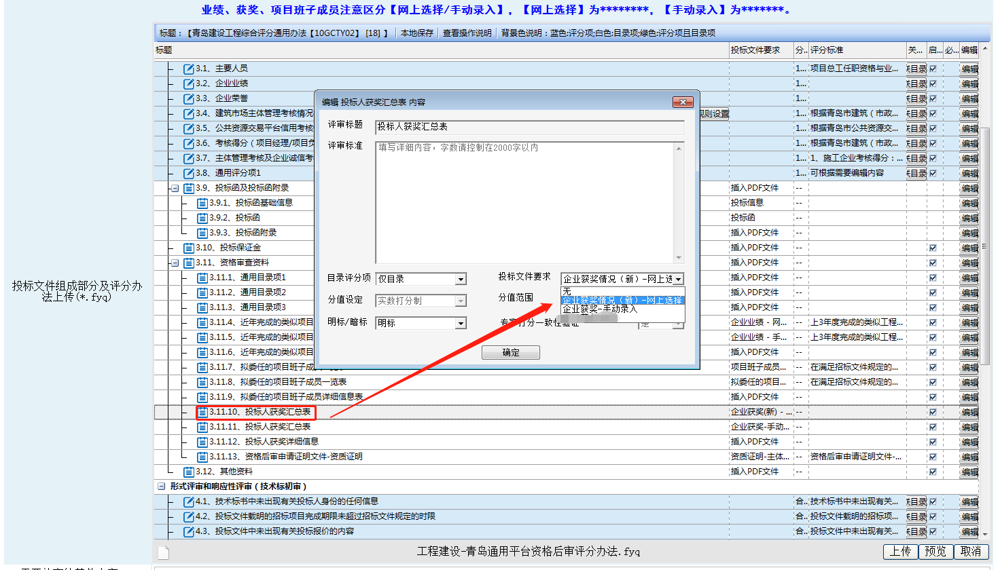 业绩、获奖、项目班子成员注意区分【网上选择/手动录入】，【网上选择】为********，【手动录入】为*******。
标题：【青岛建设工程综合评分通用办法【10GCTY02】 [18] 】 本地保存 查看操作说明 背景色说明：蓝色:评分项;白色:目录项;绿色:评分项且目录项
标题 投标文件要求 分.. 评分标准 关... 启... 必... 编辑
3.1、主要人员 1... 项目总工任职资格与业... 关目录 编辑
3.2、企业业绩 1... 关目录 编辑
3.3、企业荣誉 1... 关目录 编辑
3.4、建筑市场主体管理考核情况 规则设置 1... 根据青岛市建筑（市政... 关目录 编辑
3.5、公共资源交易平台信用考核 1... 根据青岛市公共资源交... 关目录 编辑
3.6、考核得分（项目经理/项目负 1... 根据青岛市建筑（市政... 关目录 编辑
3.7、主体管理考核及企业诚信考 1... 1、施工企业考核得分：... 关目录 编辑
3.8、通用评分项1 1... 可根据需要编辑内容 关目录 编辑
3.9、投标函及投标函附录 插入PDF文件 -- 编辑
3.9.1、投标函基础信息 投标信息 -- 编辑
3.9.2、投标函 投标函 -- 编辑
3.9.3、投标函附录 插入PDF文件 -- 编辑
3.10、投标保证金 插入PDF文件 -- 编辑
3.11、资格审查资料 插入PDF文件 -- 编辑
3.11.1、通用目录项1 插入PDF文件 -- 编辑
3.11.2、通用目录项2 插入PDF文件 -- 编辑
3.11.3、通用目录项3 插入PDF文件 -- 编辑
3.11.4、近年完成的类似项目 企业业绩 - 网... -- 上3年度完成的类似工程... 编辑
3.11.5、近年完成的类似项目 企业业绩 - 手... -- 上3年度完成的类似工程... 编辑
3.11.6、近年完成的类似项目 插入PDF文件 -- 编辑
3.11.7、拟委任的项目班子成 项目班子成员... -- 在满足招标文件规定的... 编辑
3.11.8、拟委任的项目班子成员一览表 拟委任的项目... -- 在满足招标文件规定的... 编辑
3.11.9、拟委任的项目班子成员详细信息表 插入PDF文件 -- 编辑
3.11.10、投标人获奖汇总表 企业获奖(新) - ... -- 编辑
3.11.11、投标人获奖汇总表 企业获奖-手动... -- 编辑
3.11.12、投标人获奖详细信息 插入PDF文件 -- 编辑
3.11.13、资格后审申请证明文件-资质证明 资质证明-主体... -- 资格后审申请证明文件-... 编辑
3.12、其他资料 插入PDF文件 -- 编辑
形式评审和响应性评审（技术标初审）
4.1、技术标书中未出现有关投标人身份的任何信息 合.. 技术标书中未出现有关... 关目录 编辑
4.2、投标文件载明的招标项目完成期限未超过招标文件规定的时限 合.. 投标文件载明的招标项... 关目录 编辑
4.3、投标文件中未出现有关投标报价的内容 合.. 投标文件中未出现有关... 关目录 编辑
编辑 投标人获奖汇总表 内容
评审标题 投标人获奖汇总表
评审标准 填写详细内容，字数请控制在2000字以内
目录评分项 仅目录 投标文件要求 企业获奖情况（新）-网上选
无
分值设定 实数打分制 分值范围 企业获奖情况（新）-网上选择
企业获奖-手动录入
明标/暗标 明标 专家打分一致性验证 是
确定
投标文件组成部分及评分办
法上传(*.fyq)
工程建设-青岛通用平台资格后审评分办法.fyq 上传 预览 取消